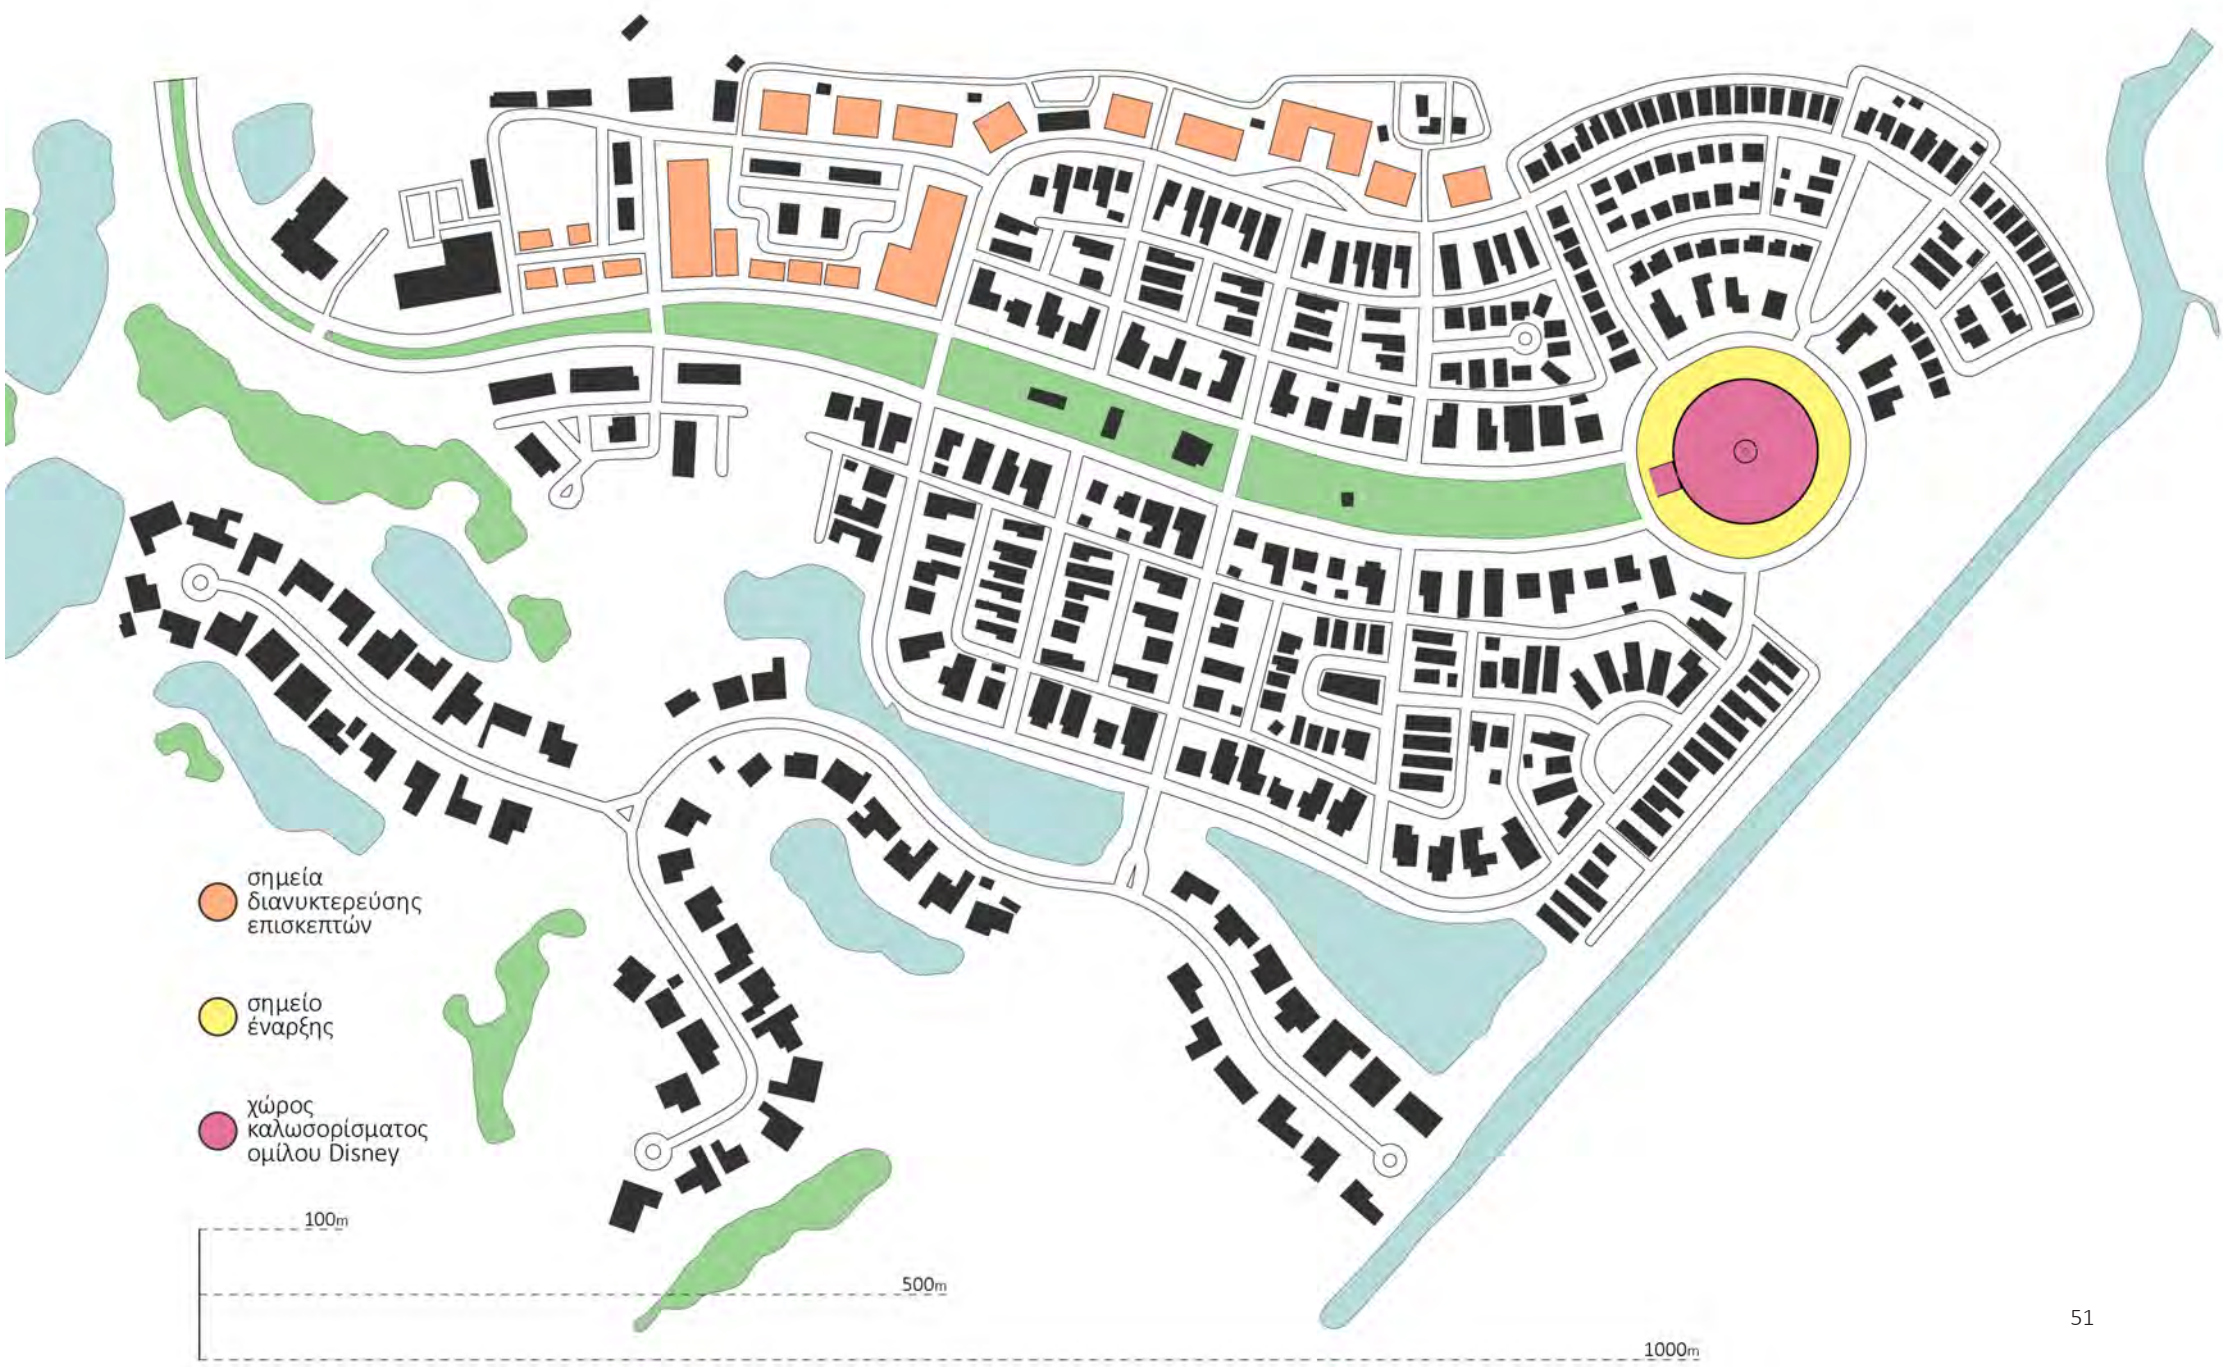 σημεία
διανυκτερεύσης
επισκεπτών
σημείο
έναρξης
χώρος
καλωσορίσματος
ομίλου Disney
100m
500m
1000m
51